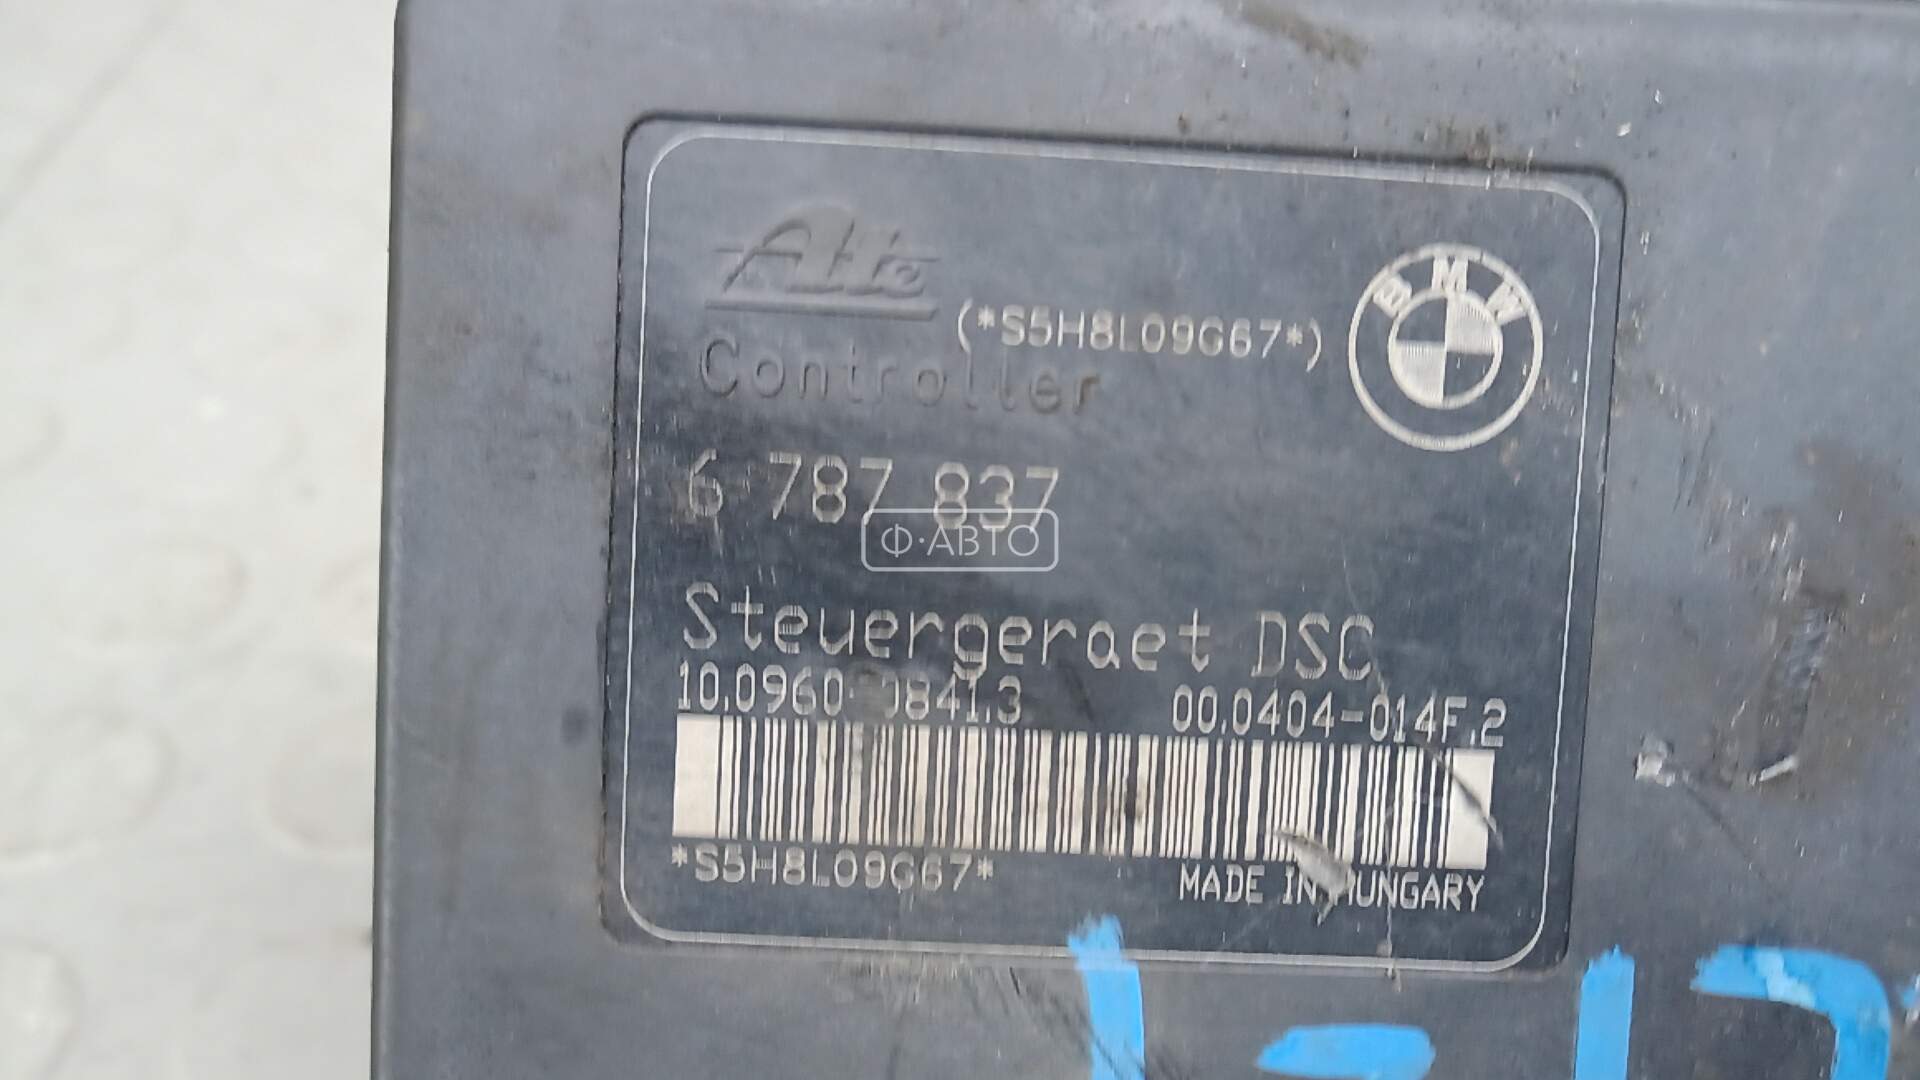 Ate
(*S5H8L09G67*)
BMW
Controller
6 787 837
Ф·АВТО
Steuergeraet DSC
00.0404-014F.2
*S5H8L09G67*
MADE IN HUNGARY